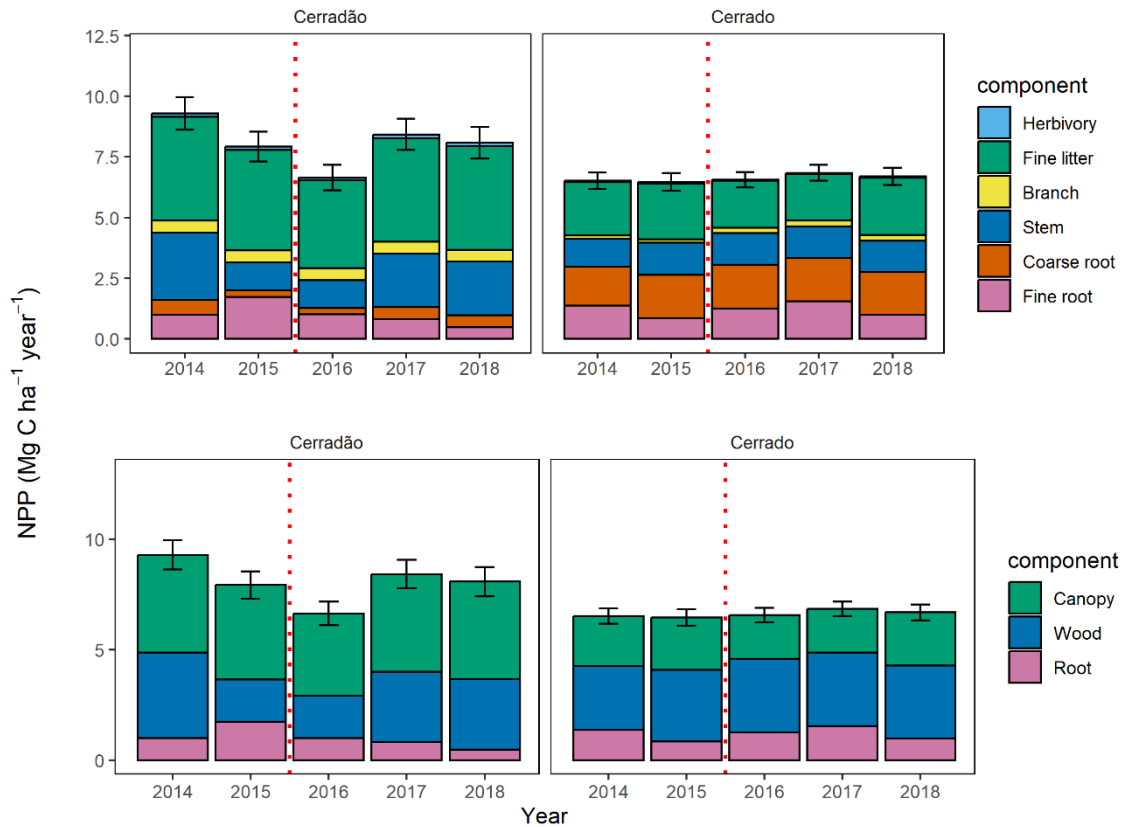 Cerradão
Cerrado
12.5
10.0
7.5
5.0
2.5
0.0
2014 2015 2016 2017 2018
2014 2015 2016 2017 2018
component
Herbivory
Fine litter
Branch
Stem
Coarse root
Fine root
NPP (Mg C ha⁻¹ year⁻¹)
Cerradão
Cerrado
10
5
0
2014 2015 2016 2017 2018
2014 2015 2016 2017 2018
Year
component
Canopy
Wood
Root